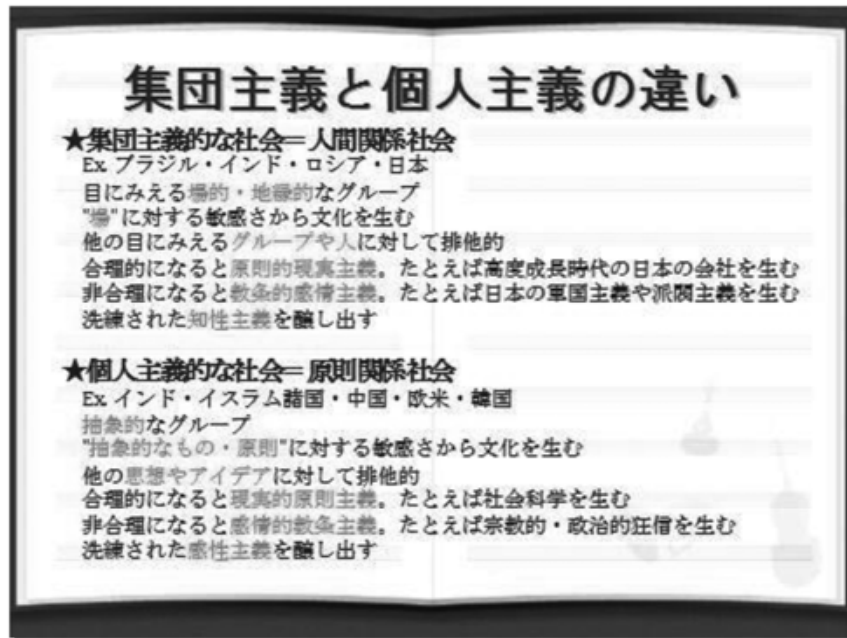 集団主義と個人主義の違い
★集団主義的な社会＝人間関係社会
Ex. ブラジル・インド・ロシア・日本
目にみえる場的・地縁的なグループ
"場"に対する敏感さから文化を生む
他の目にみえるグループや人に対して排他的
合理的になると原則的現実主義。たとえば高度成長時代の日本の会社を生む
非合理になると教条的感情主義。たとえば日本の軍国主義や派閥主義を生む
洗練された知性主義を醸し出す
★個人主義的な社会＝原則関係社会
Ex. インド・イスラム諸国・中国・欧米・韓国
抽象的なグループ
"抽象的なもの・原則"に対する敏感さから文化を生む
他の思想やアイデアに対して排他的
合理的になると現実的原則主義。たとえば社会科学を生む
非合理になると感情的教条主義。たとえば宗教的・政治的狂信を生む
洗練された感性主義を醸し出す